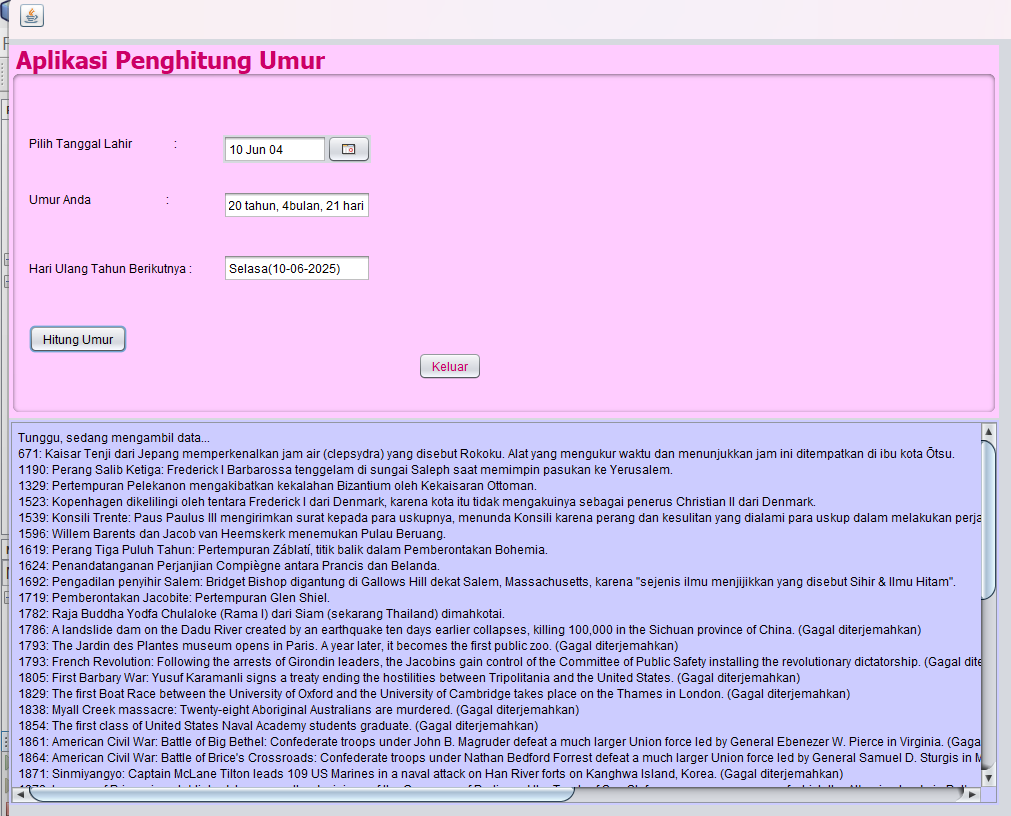 Aplikasi Penghitung Umur
Pilih Tanggal Lahir :
10 Jun 04
Umur Anda :
20 tahun, 4bulan, 21 hari
Hari Ulang Tahun Berikutnya :
Selasa(10-06-2025)
Hitung Umur
Keluar
Tunggu, sedang mengambil data...
671: Kaisar Tenji dari Jepang memperkenalkan jam air (clepsydra) yang disebut Rokoku. Alat yang mengukur waktu dan menunjukkan jam ini ditempatkan di ibu kota Ōtsu.
1190: Perang Salib Ketiga: Frederick I Barbarossa tenggelam di sungai Saleph saat memimpin pasukan ke Yerusalem.
1329: Pertempuran Pelekanon mengakibatkan kekalahan Bizantium oleh Kekaisaran Ottoman.
1523: Kopenhagen dikelilingi oleh tentara Frederick I dari Denmark, karena kota itu tidak mengakuinya sebagai penerus Christian II dari Denmark.
1539: Konsili Trente: Paus Paulus III mengirimkan surat kepada para uskupnya, menunda Konsili karena perang dan kesulitan yang dialami para uskup dalam melakukan perja
1596: Willem Barents dan Jacob van Heemskerk menemukan Pulau Beruang.
1619: Perang Tiga Puluh Tahun: Pertempuran Záblatí, titik balik dalam Pemberontakan Bohemia.
1624: Penandatanganan Perjanjian Compiègne antara Prancis dan Belanda.
1692: Pengadilan penyihir Salem: Bridget Bishop digantung di Gallows Hill dekat Salem, Massachusetts, karena "sejenis ilmu menjijikkan yang disebut Sihir & Ilmu Hitam".
1719: Pemberontakan Jacobite: Pertempuran Glen Shiel.
1782: Raja Buddha Yodfa Chulaloke (Rama I) dari Siam (sekarang Thailand) dimahkotai.
1786: A landslide dam on the Dadu River created by an earthquake ten days earlier collapses, killing 100,000 in the Sichuan province of China. (Gagal diterjemahkan)
1793: The Jardin des Plantes museum opens in Paris. A year later, it becomes the first public zoo. (Gagal diterjemahkan)
1793: French Revolution: Following the arrests of Girondin leaders, the Jacobins gain control of the Committee of Public Safety installing the revolutionary dictatorship. (Gagal dite
1805: First Barbary War: Yusuf Karamanli signs a treaty ending the hostilities between Tripolitania and the United States. (Gagal diterjemahkan)
1829: The first Boat Race between the University of Oxford and the University of Cambridge takes place on the Thames in London. (Gagal diterjemahkan)
1838: Myall Creek massacre: Twenty-eight Aboriginal Australians are murdered. (Gagal diterjemahkan)
1854: The first class of United States Naval Academy students graduate. (Gagal diterjemahkan)
1861: American Civil War: Battle of Big Bethel: Confederate troops under John B. Magruder defeat a much larger Union force led by General Ebenezer W. Pierce in Virginia. (Gaga
1864: American Civil War: Battle of Brice's Crossroads: Confederate troops under Nathan Bedford Forrest defeat a much larger Union force led by General Samuel D. Sturgis in M
1871: Sinmiyangyo: Captain McLane Tilton leads 109 US Marines in a naval attack on Han River forts on Kanghwa Island, Korea. (Gagal diterjemahkan)